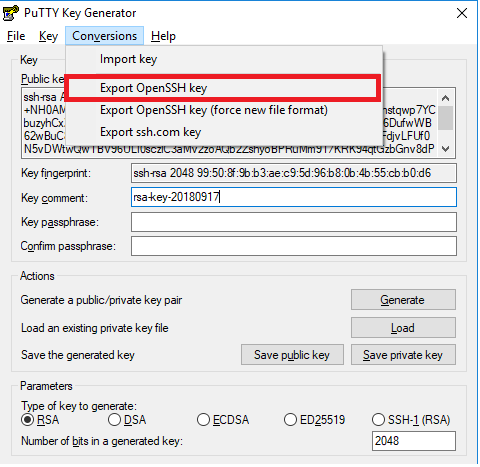 PuTTY Key Generator
File Key Conversions Help
Import key
Export OpenSSH key
Export OpenSSH key (force new file format)
Export ssh.com key
Key
Public
ssh-rsa
+NH0AM
nstqwp7YC
buzyhCx
6DufwWB
FdjvLFUf0
Key fingerprint: ssh-rsa 2048 99:50:8f:9b:b3:ae:c9:5d:96:b8:0b:4b:55:cb:b0:d6
Key comment: rsa-key-20180917
Key passphrase:
Confirm passphrase:
Actions
Generate a public/private key pair Generate
Load an existing private key file Load
Save the generated key Save public key Save private key
Parameters
Type of key to generate:
RSA DSA ECDSA ED25519 SSH-1 (RSA)
Number of bits in a generated key: 2048